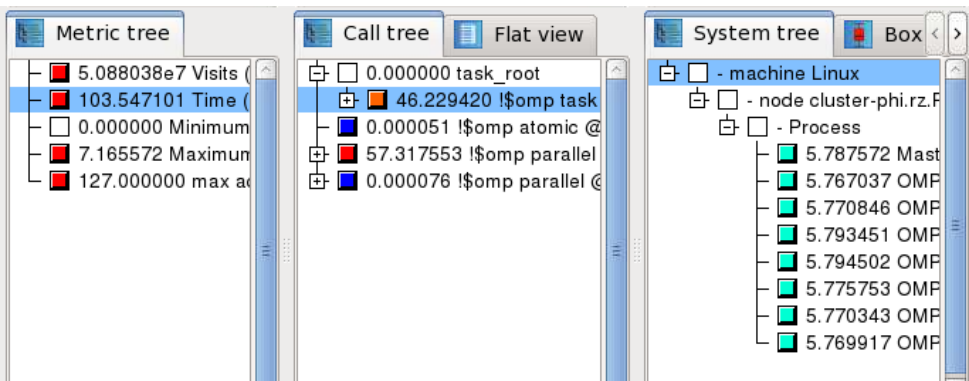 Metric tree
5.088038e7 Visits (
103.547101 Time (
0.000000 Minimum
7.165572 Maximum
127.000000 max a
Call tree
Flat view
0.000000 task_root
46.229420 !$omp task
0.000051 !$omp atomic @
57.317553 !$omp parallel
0.000076 !$omp parallel @
System tree
Box
- machine Linux
- node cluster-phi.rz.
- Process
5.787572 Mast
5.767037 OMP
5.770846 OMP
5.793451 OMP
5.794502 OMP
5.775753 OMP
5.770343 OMP
5.769917 OMP